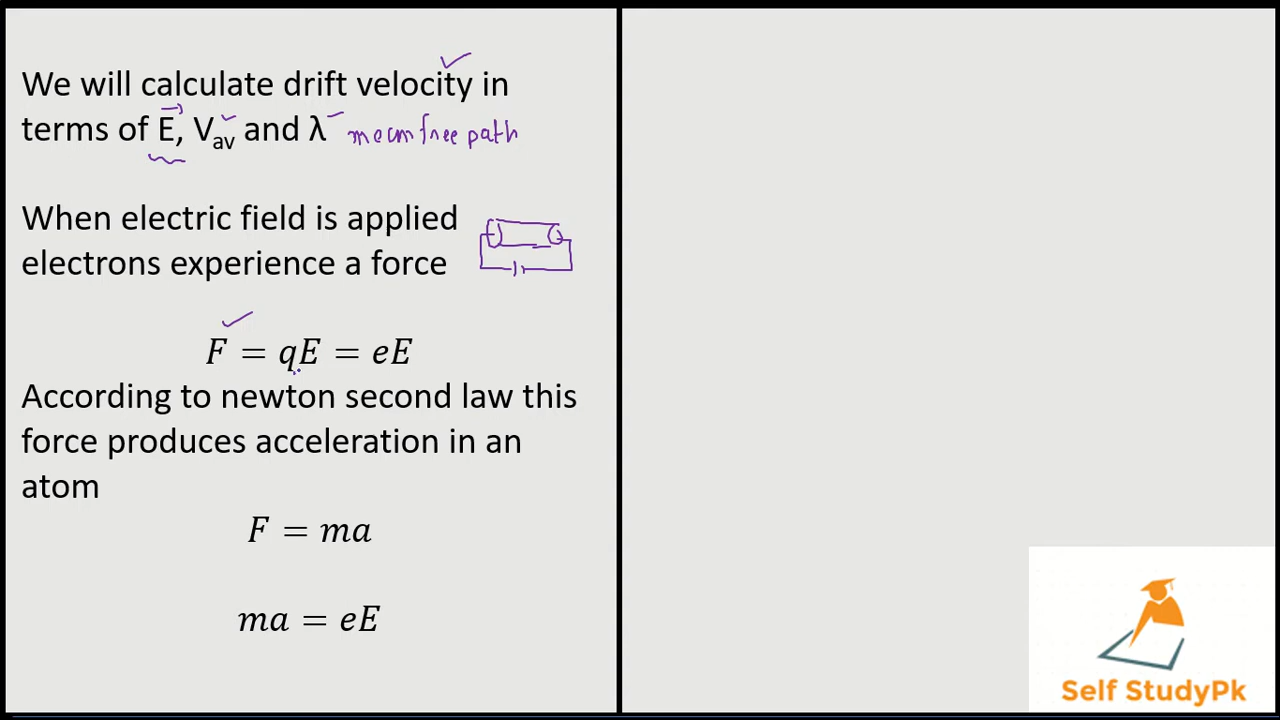 We will calculate drift velocity in
terms of E, Vav and λ mean free path
When electric field is applied
electrons experience a force
F = qE = eE
According to newton second law this
force produces acceleration in an
atom
F = ma
ma = eE
Self StudyPk